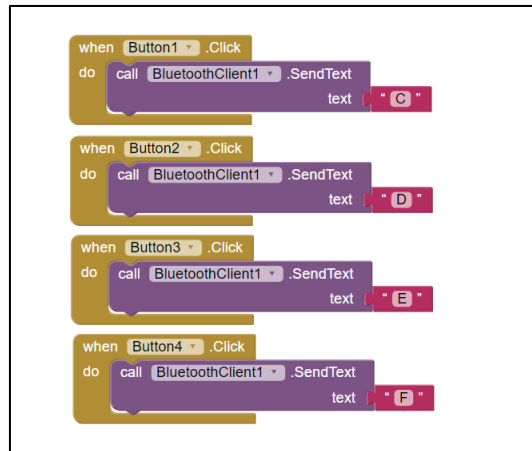 when Button1 .Click
do call BluetoothClient1 .SendText
text " C "
when Button2 .Click
do call BluetoothClient1 .SendText
text " D "
when Button3 .Click
do call BluetoothClient1 .SendText
text " E "
when Button4 .Click
do call BluetoothClient1 .SendText
text " F "